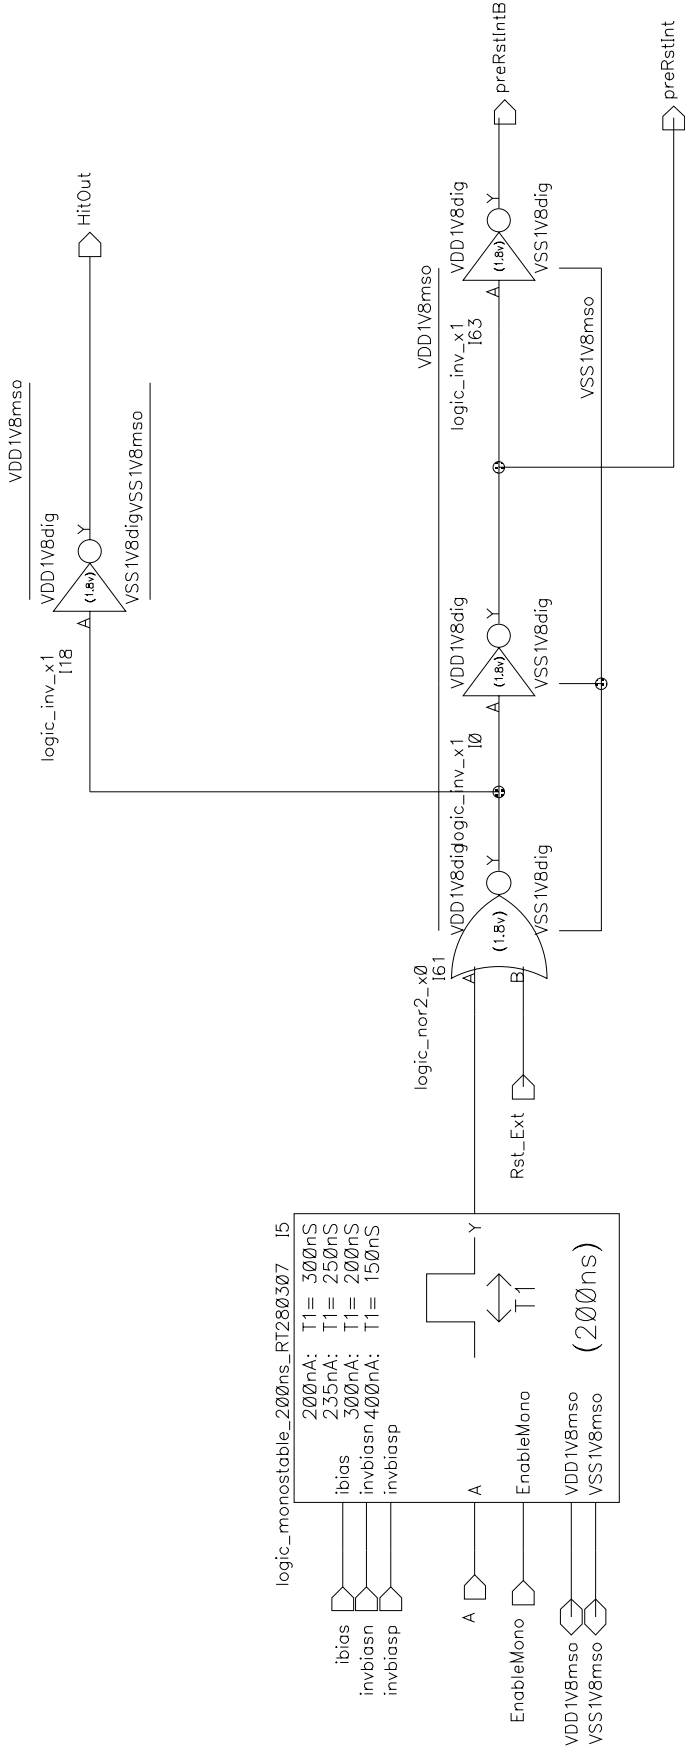 logic_monostable_200ns_RT280307 I5
200nA: T1= 300nS
235nA: T1= 250nS
300nA: T1= 200nS
400nA: T1= 150nS
ibias
invbiasn
invbiasp
A
EnableMono
VDD1V8mso
VSS1V8mso
ibias
invbiasn
invbiasp
A
EnableMono
VDD1V8mso
VSS1V8mso
Y
T1
(200ns)
Rst_Ext
logic_nor2_x0
I61
A
B
(1.8v)
Y
VDD1V8dig
VSS1V8dig
logic_inv_x1
I0
A
(1.8v)
Y
VDD1V8dig
VSS1V8dig
logic_inv_x1
I63
A
(1.8v)
Y
VDD1V8dig
VSS1V8dig
VDD1V8mso
VSS1V8mso
preRstIntB
preRstInt
logic_inv_x1
I18
A
(1.8v)
Y
VDD1V8dig
VSS1V8dig
VDD1V8mso
VSS1V8mso
HitOut